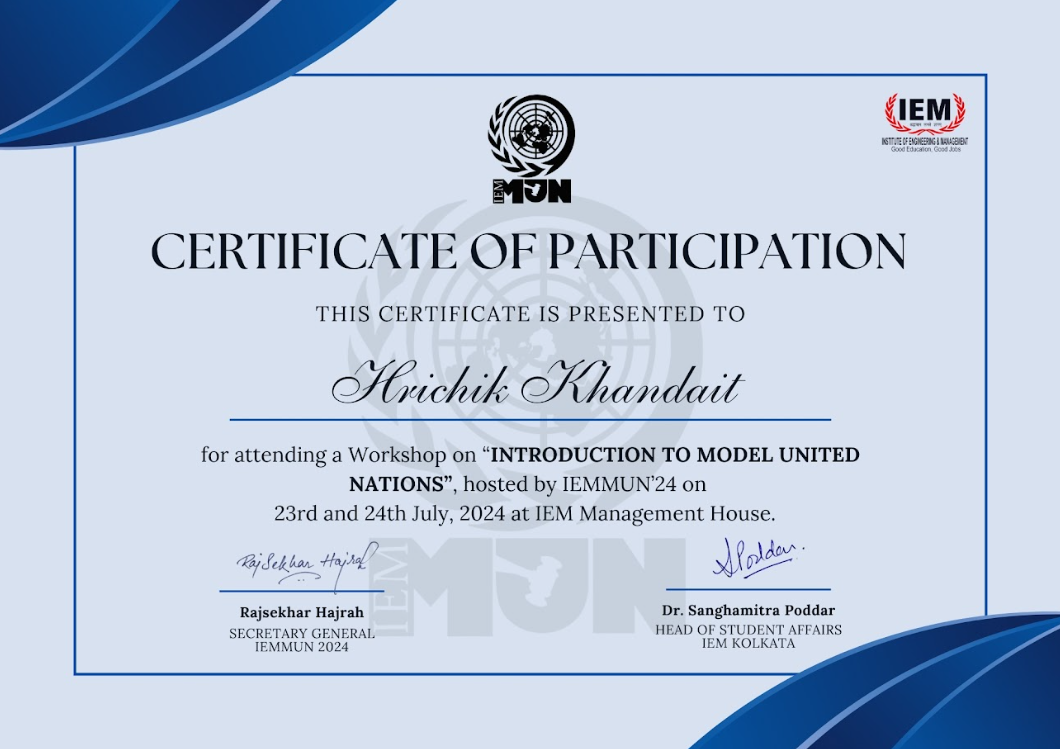 IEM
INSTITUTE OF ENGINEERING & MANAGEMENT
Good Education, Good Jobs
IEM MUN
CERTIFICATE OF PARTICIPATION
THIS CERTIFICATE IS PRESENTED TO
Hrichik Khandait
for attending a Workshop on “INTRODUCTION TO MODEL UNITED
NATIONS”, hosted by IEMMUN’24 on
23rd and 24th July, 2024 at IEM Management House.
IEM MUN
RajSekhar Hajrah
SPoddar.
Rajsekhar Hajrah
SECRETARY GENERAL
IEMMUN 2024
Dr. Sanghamitra Poddar
HEAD OF STUDENT AFFAIRS
IEM KOLKATA